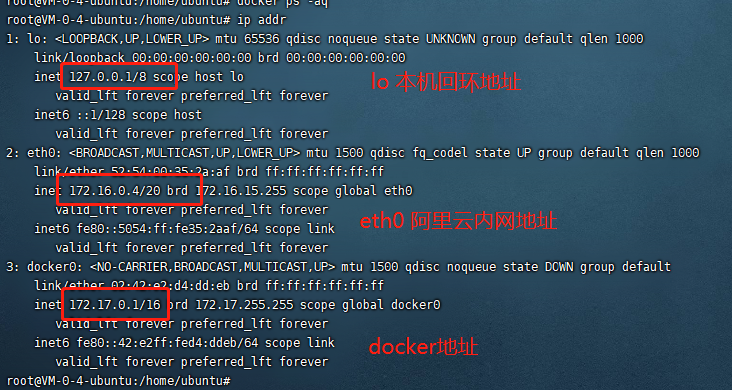 root@VM-0-4-ubuntu:/home/ubuntu# docker ps -aq
root@VM-0-4-ubuntu:/home/ubuntu# ip addr
1: lo: <LOOPBACK,UP,LOWER_UP> mtu 65536 qdisc noqueue state UNKNOWN group default qlen 1000
link/loopback 00:00:00:00:00:00 brd 00:00:00:00:00:00
inet 127.0.0.1/8 scope host lo
lo 本机回环地址
valid_lft forever preferred_lft forever
inet6 ::1/128 scope host
valid_lft forever preferred_lft forever
2: eth0: <BROADCAST,MULTICAST,UP,LOWER_UP> mtu 1500 qdisc fq_codel state UP group default qlen 1000
link/ether 52:54:00:35:2a:af brd ff:ff:ff:ff:ff:ff
inet 172.16.0.4/20 brd 172.16.15.255 scope global eth0
valid_lft forever preferred_lft forever
eth0 阿里云内网地址
inet6 fe80::5054:ff:fe35:2aaf/64 scope link
valid_lft forever preferred_lft forever
3: docker0: <NO-CARRIER,BROADCAST,MULTICAST,UP> mtu 1500 qdisc noqueue state DOWN group default
link/ether 02:42:e2:d4:dd:eb brd ff:ff:ff:ff:ff:ff
inet 172.17.0.1/16 brd 172.17.255.255 scope global docker0
valid_lft forever preferred_lft forever
inet6 fe80::42:e2ff:fed4:ddeb/64 scope link
docker地址
valid_lft forever preferred_lft forever
root@VM-0-4-ubuntu:/home/ubuntu#